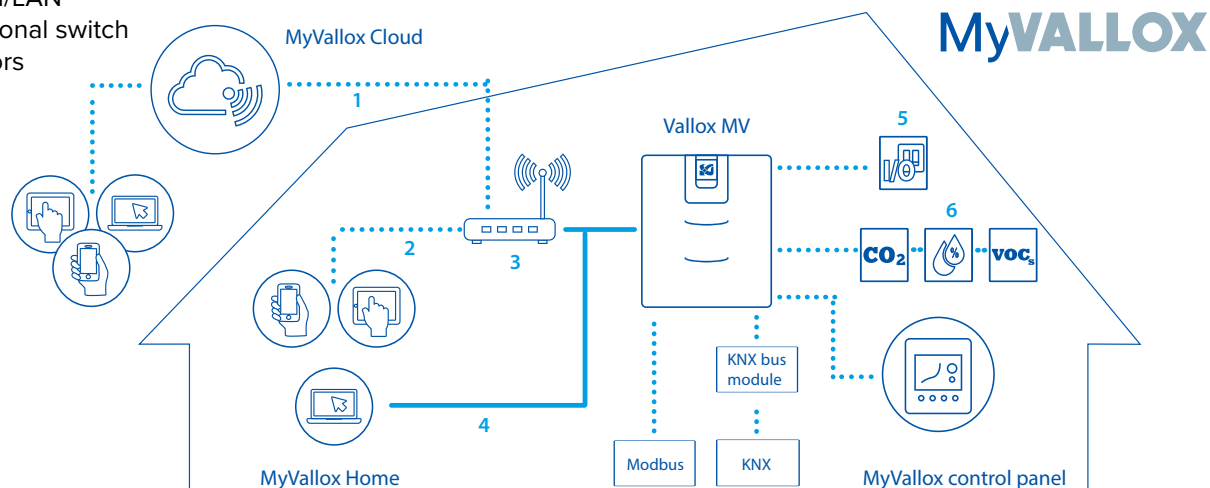 onal switch
ors
MyVALLOX
MyVallox Cloud
1
Vallox MV
5
I/O
6
2
3
CO₂
%
VOCs
KNX bus
module
4
Modbus
KNX
MyVallox Home
MyVallox control panel